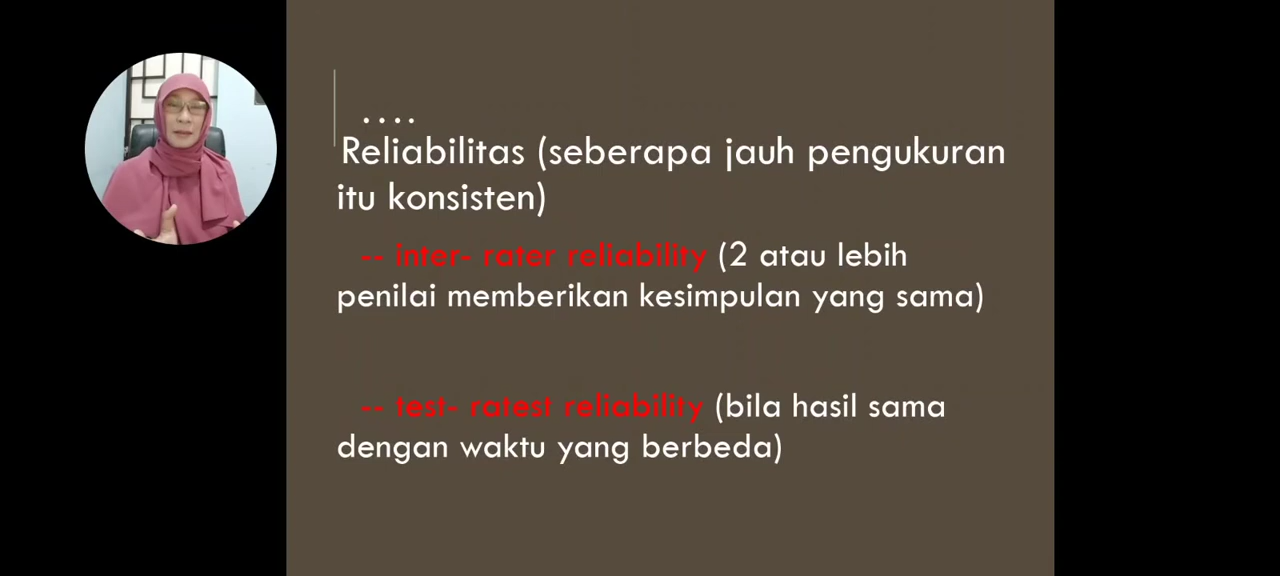 ....
Reliabilitas (seberapa jauh pengukuran
itu konsisten)
-- inter- rater reliability (2 atau lebih
penilai memberikan kesimpulan yang sama)
-- test- ratest reliability (bila hasil sama
dengan waktu yang berbeda)